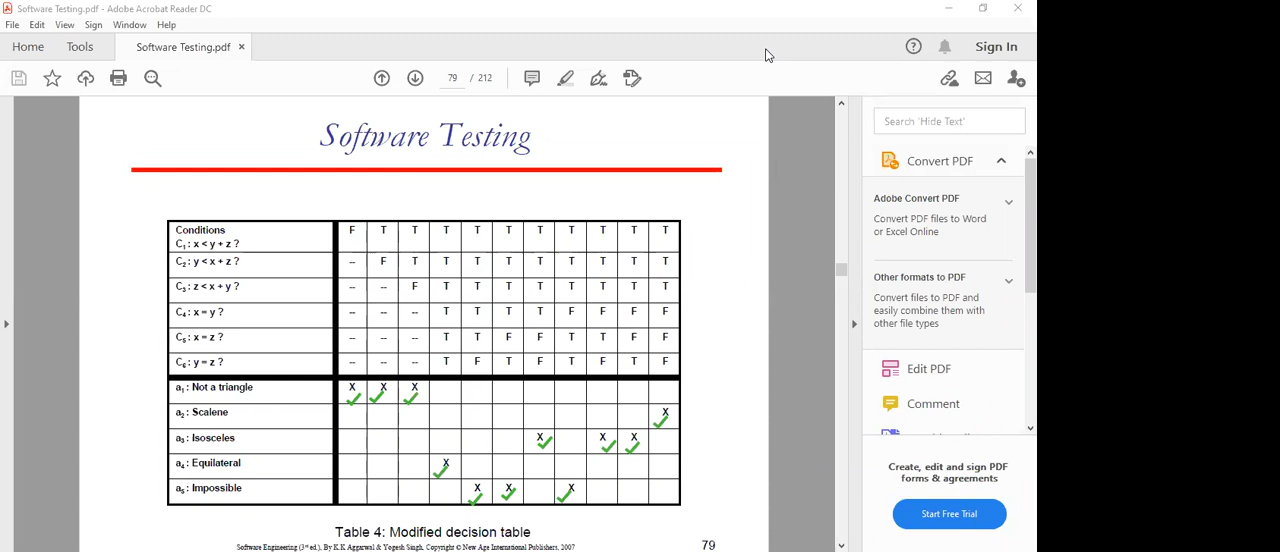 Software Testing.pdf - Adobe Acrobat Reader DC
File Edit View Sign Window Help
Home Tools Software Testing.pdf × Sign In
79 / 212
Software Testing
Conditions F T T T T T T T T T T
C1 : x < y + z ?
C2 : y < x + z ? -- F T T T T T T T T T
C3 : z < x + y ? -- -- F T T T T T T T T
C4 : x = y ? -- -- -- T T T T F F F F
C5 : x = z ? -- -- -- T T F F T T F F
C6 : y = z ? -- -- -- T F T F T F T F
a1 : Not a triangle X X X
a2 : Scalene X
a3 : Isosceles X X X
a4 : Equilateral X
a5 : Impossible X X X
Table 4: Modified decision table
Software Engineering (3rd ed.), By K.K Aggarwal & Yogesh Singh, Copyright © New Age International Publishers, 2007
79
Search 'Hide Text'
Convert PDF
Adobe Convert PDF
Convert PDF files to Word
or Excel Online
Other formats to PDF
Convert files to PDF and
easily combine them with
other file types
Edit PDF
Comment
Create, edit and sign PDF
forms & agreements
Start Free Trial